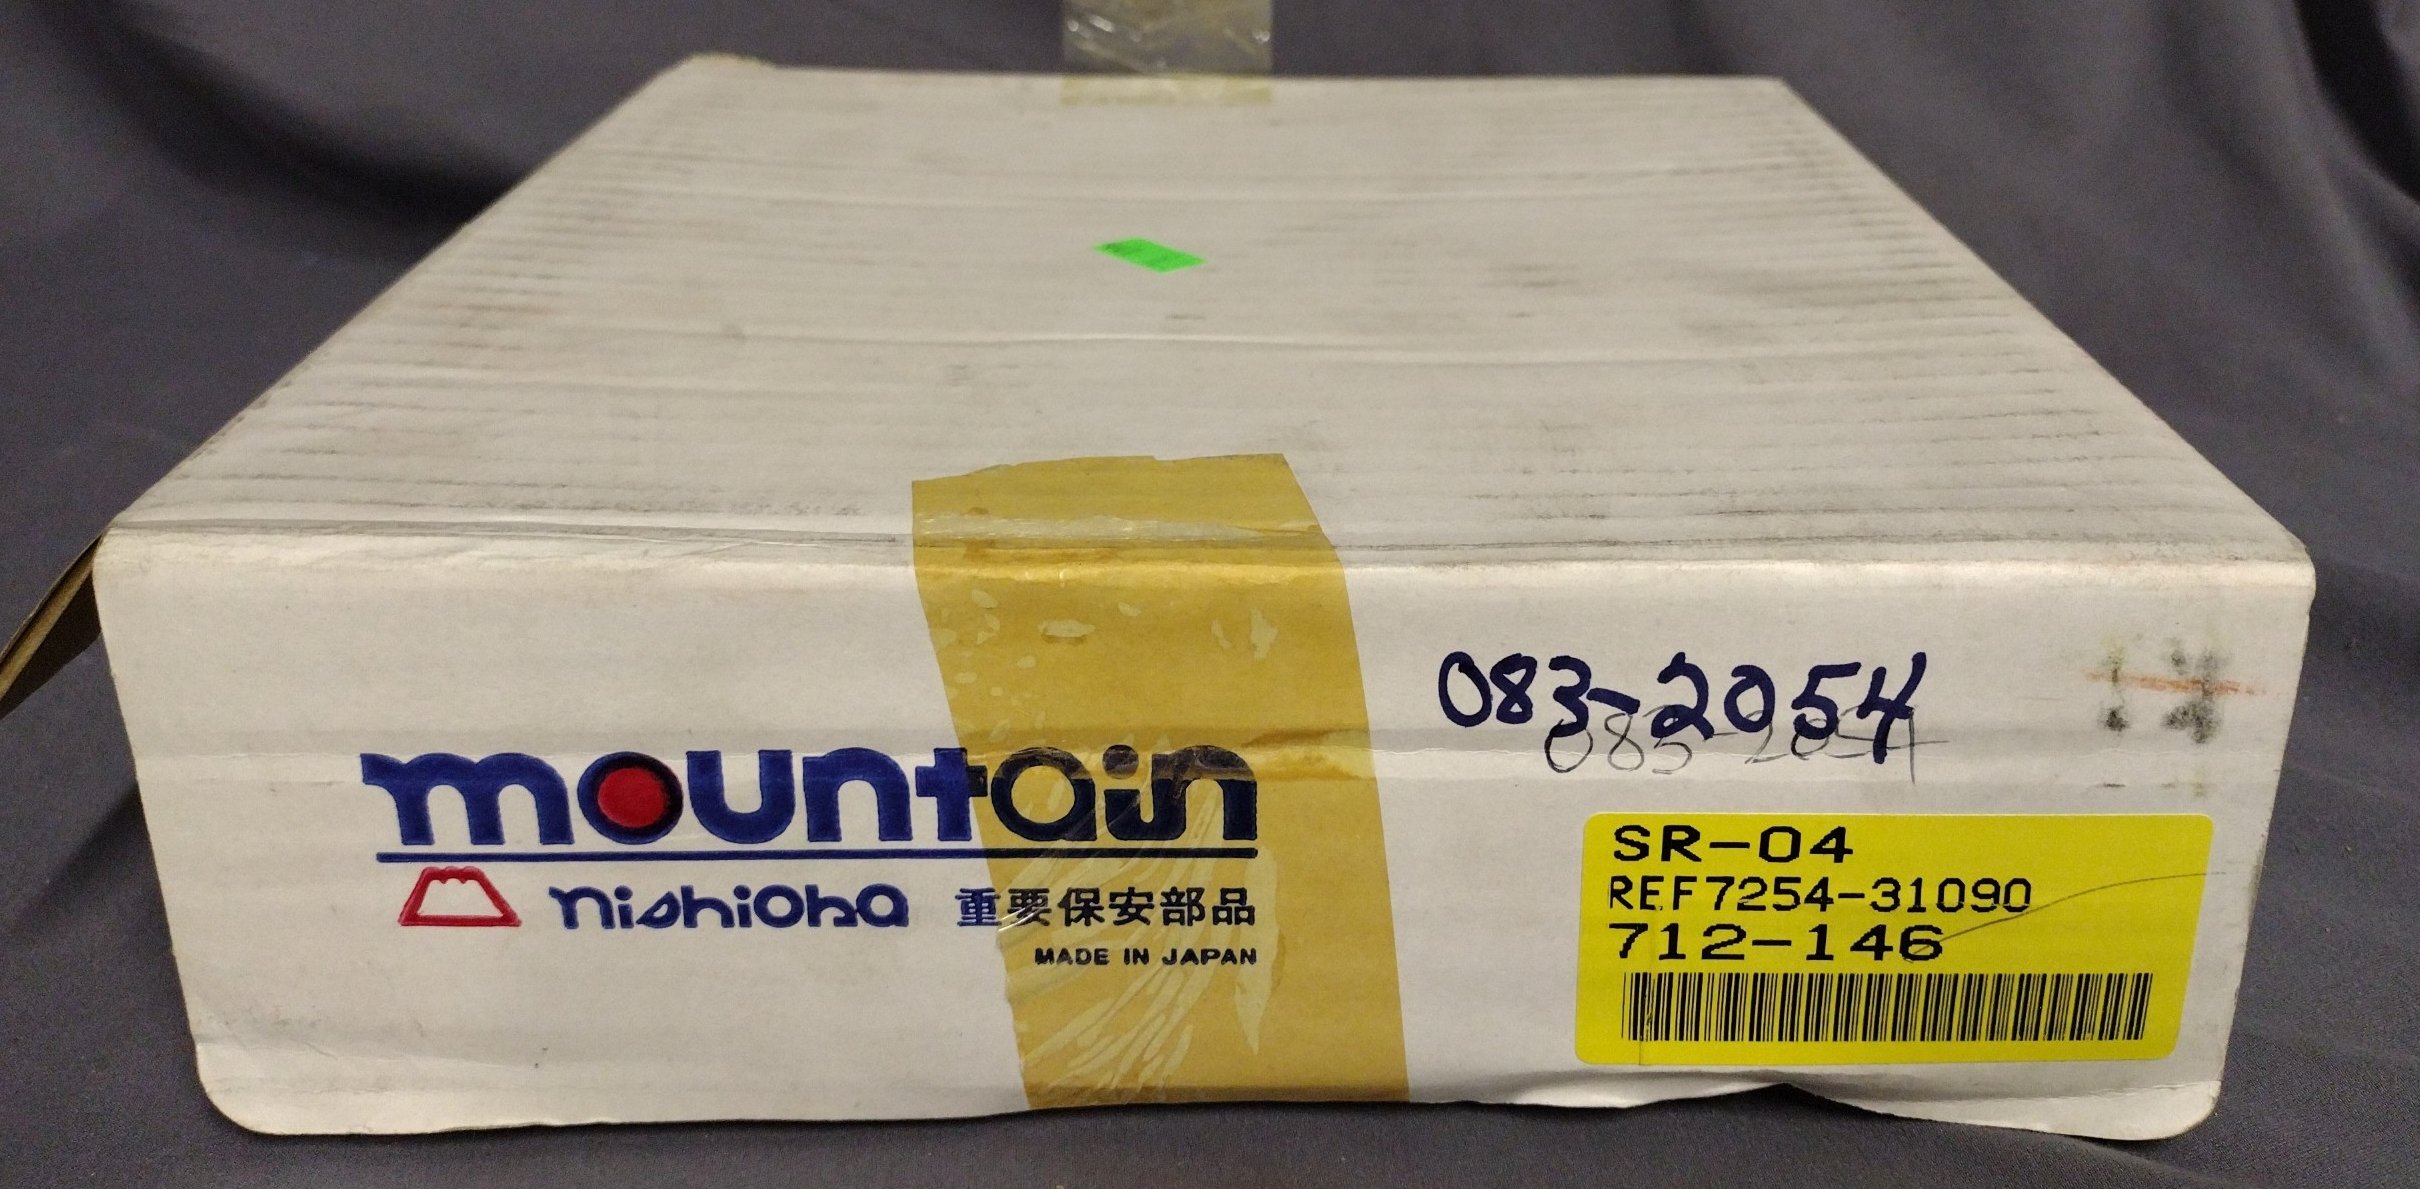 083-2054
083-2054
mountain
nishioka 重要保安部品
MADE IN JAPAN
SR-04
REF7254-31090
712-146